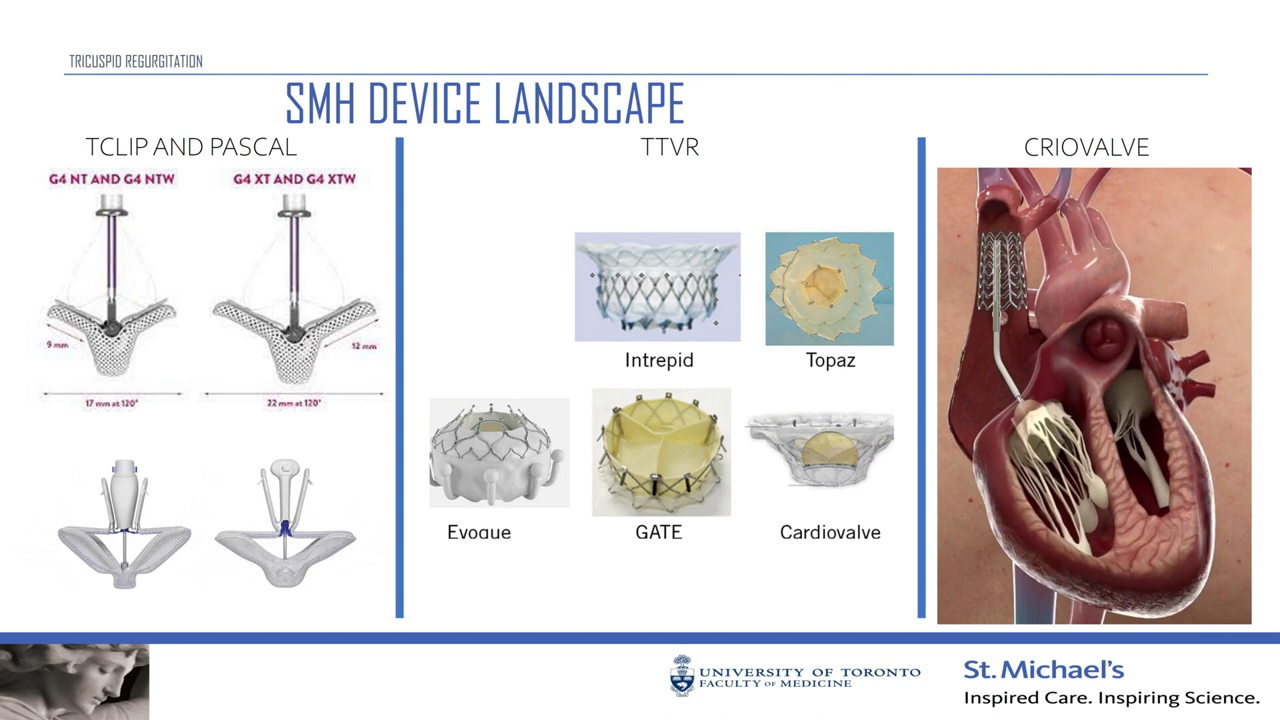 TRICUSPID REGURGITATION
SMH DEVICE LANDSCAPE
TCLIP AND PASCAL
G4 NT AND G4 NTW
G4 XT AND G4 XTW
9 mm
12 mm
17 mm at 120°
22 mm at 120°
TTVR
Intrepid
Topaz
Evoque
GATE
Cardiovalve
CRIOVALVE
UNIVERSITY OF TORONTO
FACULTY OF MEDICINE
St. Michael's
Inspired Care. Inspiring Science.